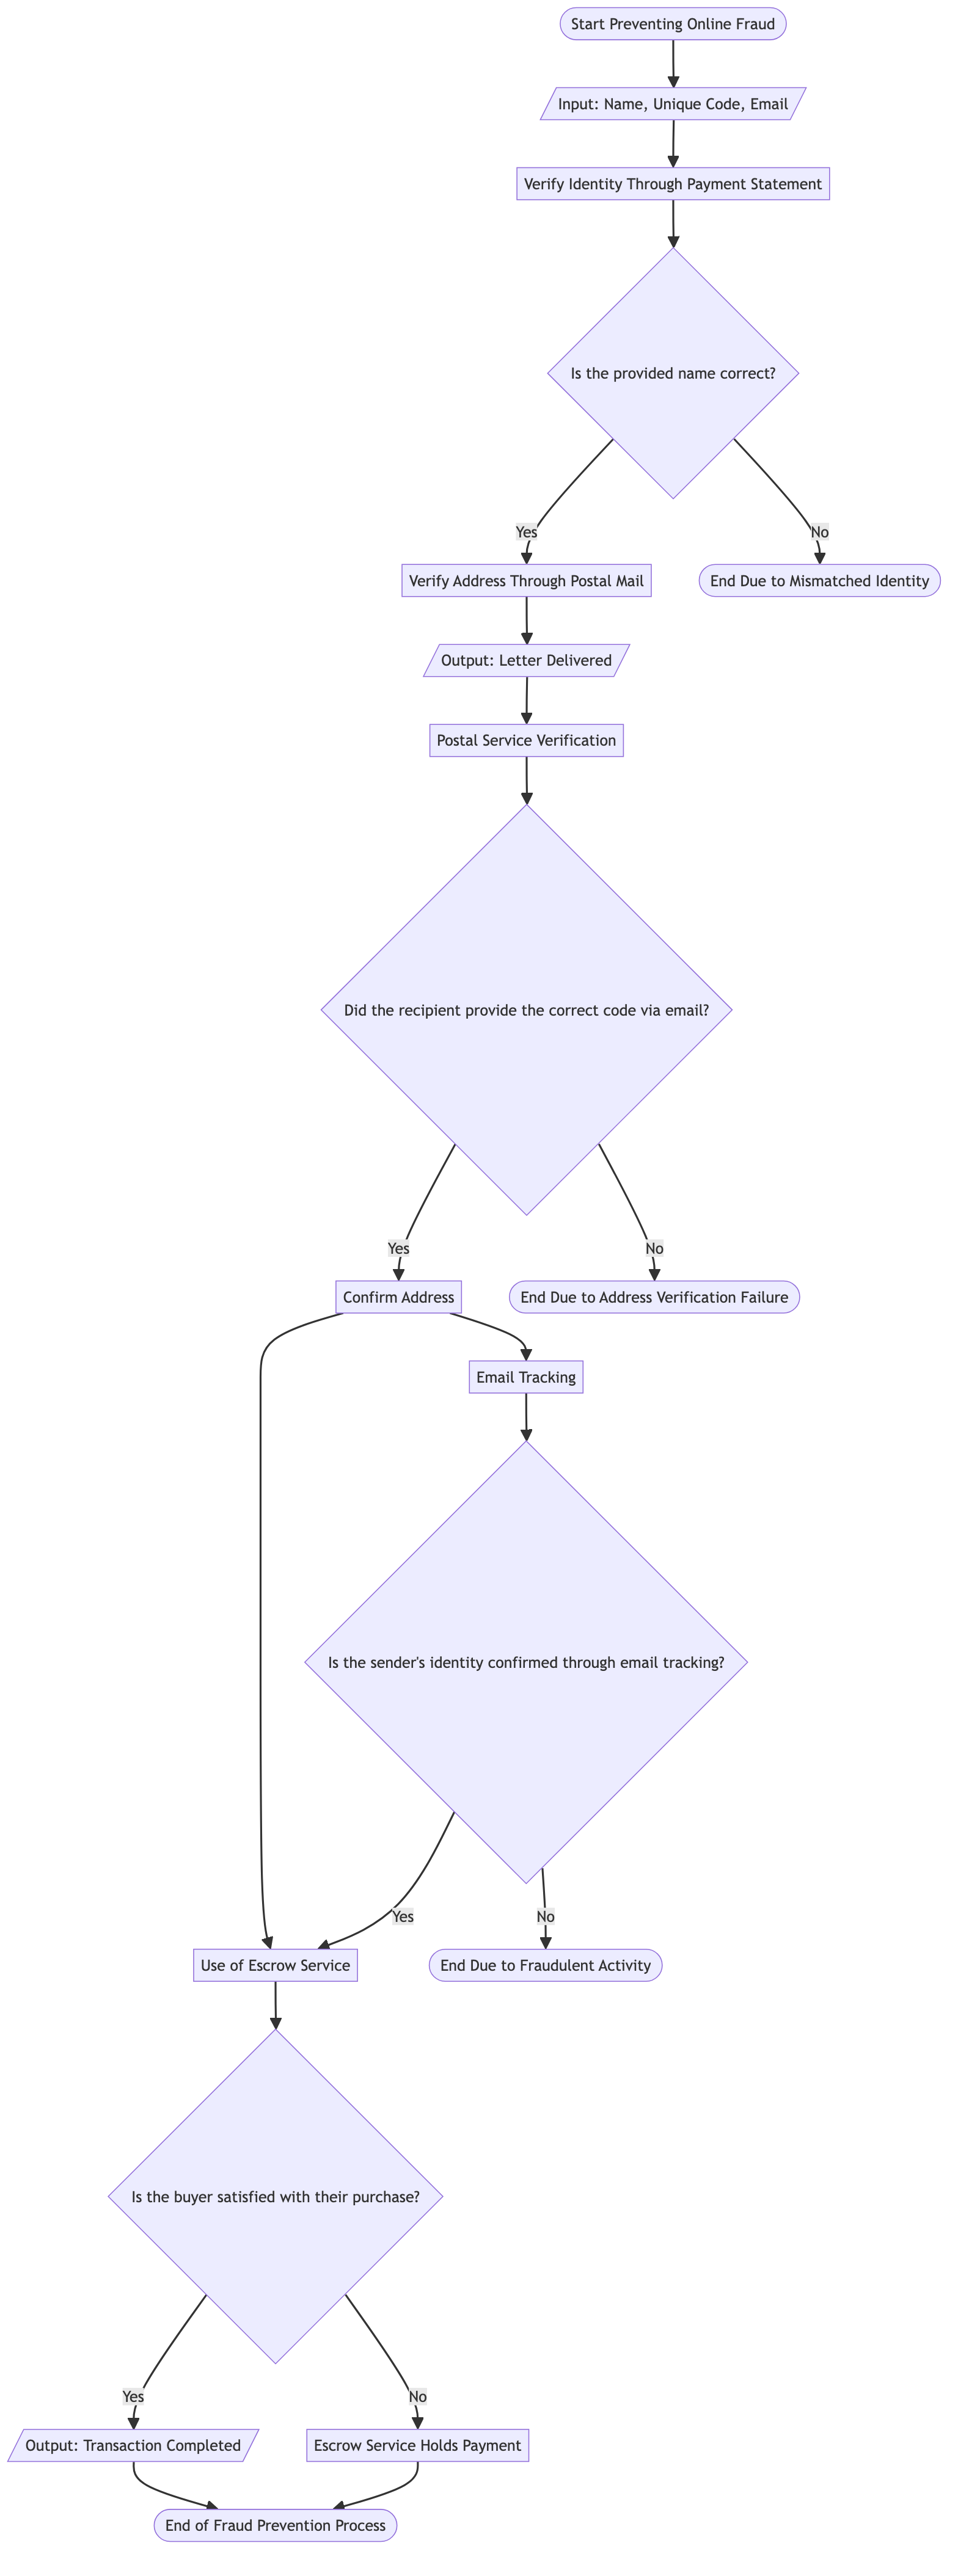 Start Preventing Online Fraud
Input: Name, Unique Code, Email
Verify Identity Through Payment Statement
Is the provided name correct?
Yes
No
Verify Address Through Postal Mail
End Due to Mismatched Identity
Output: Letter Delivered
Postal Service Verification
Did the recipient provide the correct code via email?
Yes
No
Confirm Address
End Due to Address Verification Failure
Email Tracking
Is the sender's identity confirmed through email tracking?
Yes
No
Use of Escrow Service
End Due to Fraudulent Activity
Is the buyer satisfied with their purchase?
Yes
No
Output: Transaction Completed
Escrow Service Holds Payment
End of Fraud Prevention Process